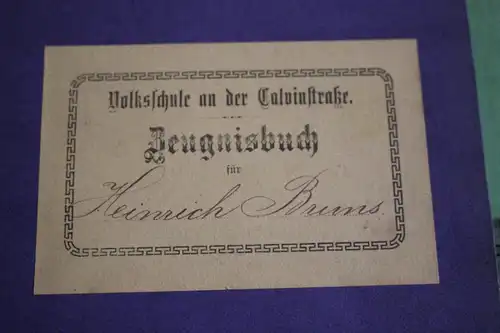 Volksschule an der Calvinstraße.
Zeugnisbuch
für
Heinrich Bruns.